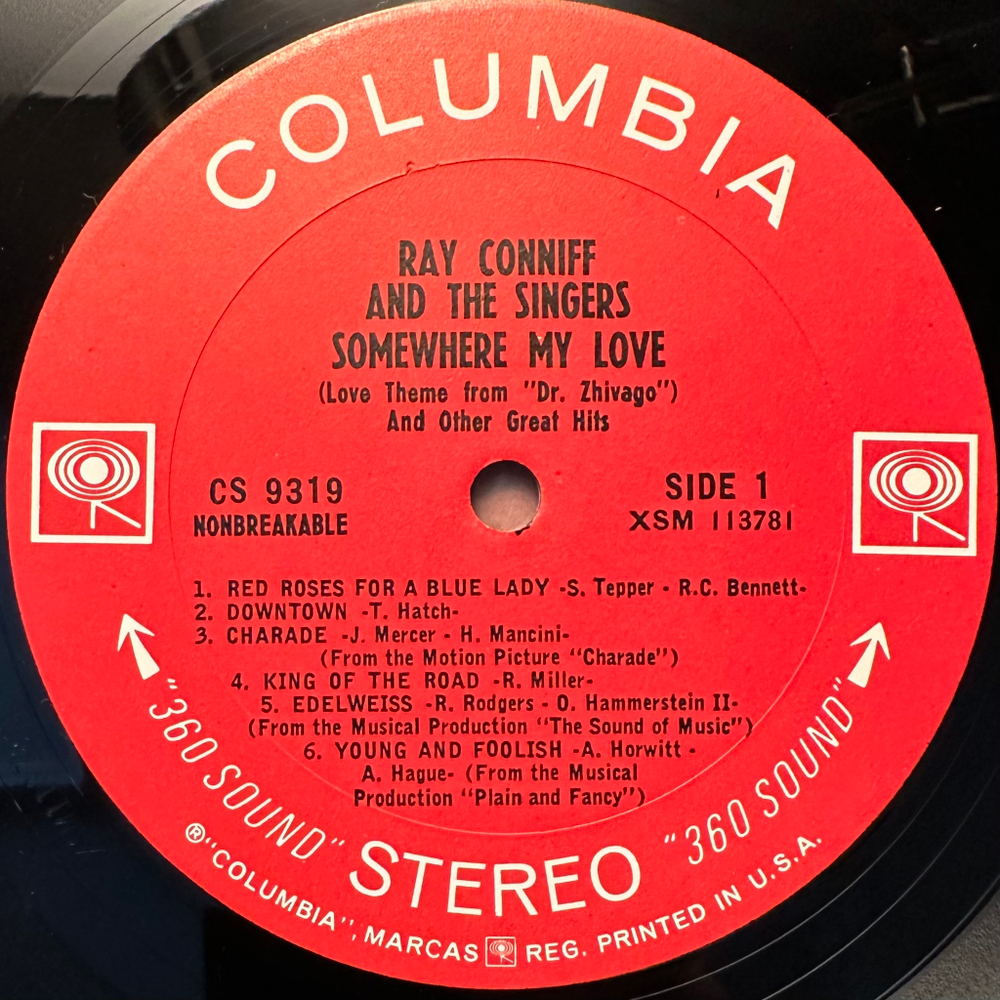 COLUMBIA
RAY CONNIFF
AND THE SINGERS
SOMEWHERE MY LOVE
(Love Theme from "Dr. Zhivago")
And Other Great Hits
CS 9319
NONBREAKABLE
SIDE 1
XSM 113781
1. RED ROSES FOR A BLUE LADY -S. Tepper - R.C. Bennett-
2. DOWNTOWN -T. Hatch-
3. CHARADE -J. Mercer - H. Mancini-
(From the Motion Picture "Charade")
4. KING OF THE ROAD -R. Miller-
5. EDELWEISS -R. Rodgers - O. Hammerstein II-
(From the Musical Production "The Sound of Music")
6. YOUNG AND FOOLISH -A. Horwitt -
A. Hague- (From the Musical
Production "Plain and Fancy")
"360 SOUND" STEREO "360 SOUND"
®"COLUMBIA", MARCAS REG. PRINTED IN U.S.A.